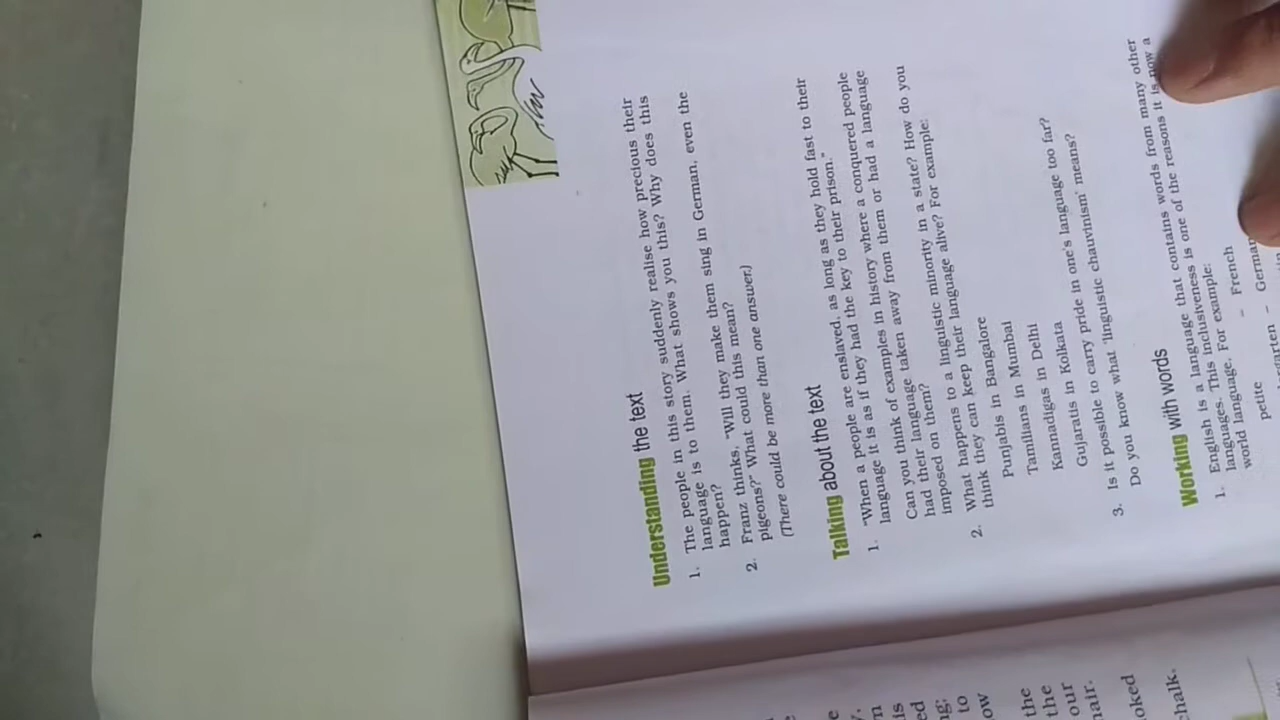 Understanding the text
1. The people in this story suddenly realise how precious their
language is to them. What shows you this? Why does this
happen?
2. Franz thinks, "Will they make them sing in German, even the
pigeons?" What could this mean?
(There could be more than one answer.)
Talking about the text
1. "When a people are enslaved, as long as they hold fast to their
language it is as if they had the key to their prison."
Can you think of examples in history where a conquered people
had their language taken away from them or had a language
imposed on them?
2. What happens to a linguistic minority in a state? How do you
think they can keep their language alive? For example:
Punjabis in Bangalore
Tamilians in Mumbai
Kannadigas in Delhi
Gujaratis in Kolkata
3. Is it possible to carry pride in one's language too far?
Do you know what 'linguistic chauvinism' means?
Working with words
1. English is a language that contains words from many other
languages. This inclusiveness is one of the reasons it is now a
world language. For example:
petite – French
– German
the
the
our
hair.
ow
to
halk.